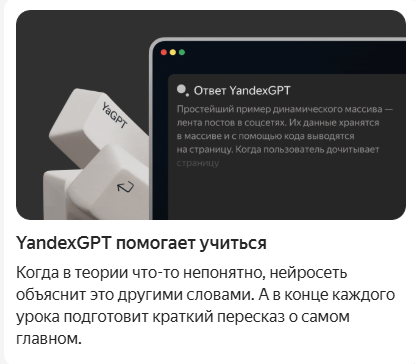 YaGPT
Ответ YandexGPT
Простейший пример динамического массива —
лента постов в соцсетях. Их данные хранятся
в массиве и с помощью кода выводятся
на страницу. Когда пользователь дочитывает
страницу
YandexGPT помогает учиться
Когда в теории что-то непонятно, нейросеть
объяснит это другими словами. А в конце каждого
урока подготовит краткий пересказ о самом
главном.